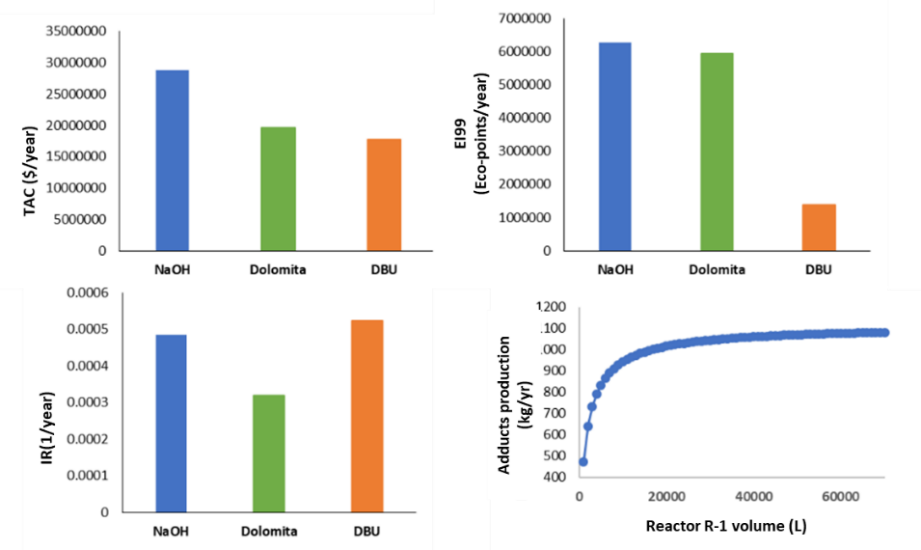 35000000
30000000
25000000
20000000
15000000
10000000
5000000
0
TAC ($/year)
NaOH
Dolomita
DBU
7000000
6000000
5000000
4000000
3000000
2000000
1000000
0
EI99
(Eco-points/year)
NaOH
Dolomita
DBU
0.0006
0.0005
0.0004
0.0003
0.0002
0.0001
0
IR(1/year)
NaOH
Dolomita
DBU
1200
.100
.000
900
800
700
600
500
400
Adducts production
(kg/yr)
0
20000
40000
60000
Reactor R-1 volume (L)